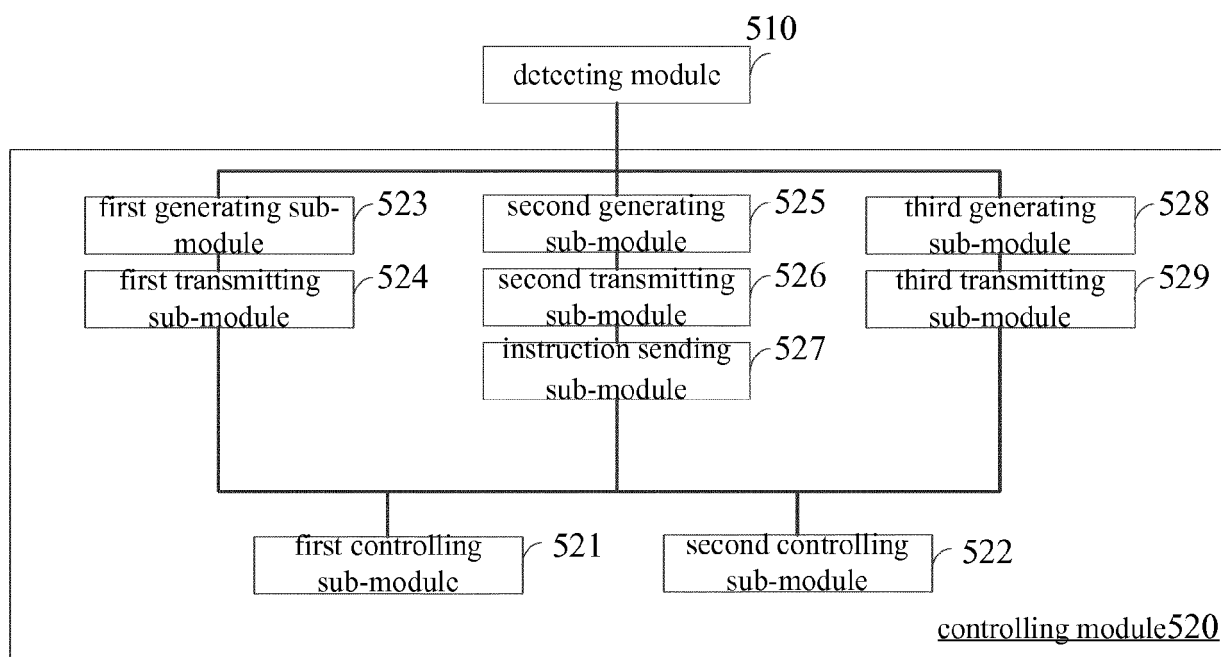 510
detecting module
first generating sub-
module
523
second generating
sub-module
525
third generating
sub-module
528
first transmitting
sub-module
524
second transmitting
sub-module
526
third transmitting
sub-module
529
instruction sending
sub-module
527
first controlling
sub-module
521
second controlling
sub-module
522
controlling module520